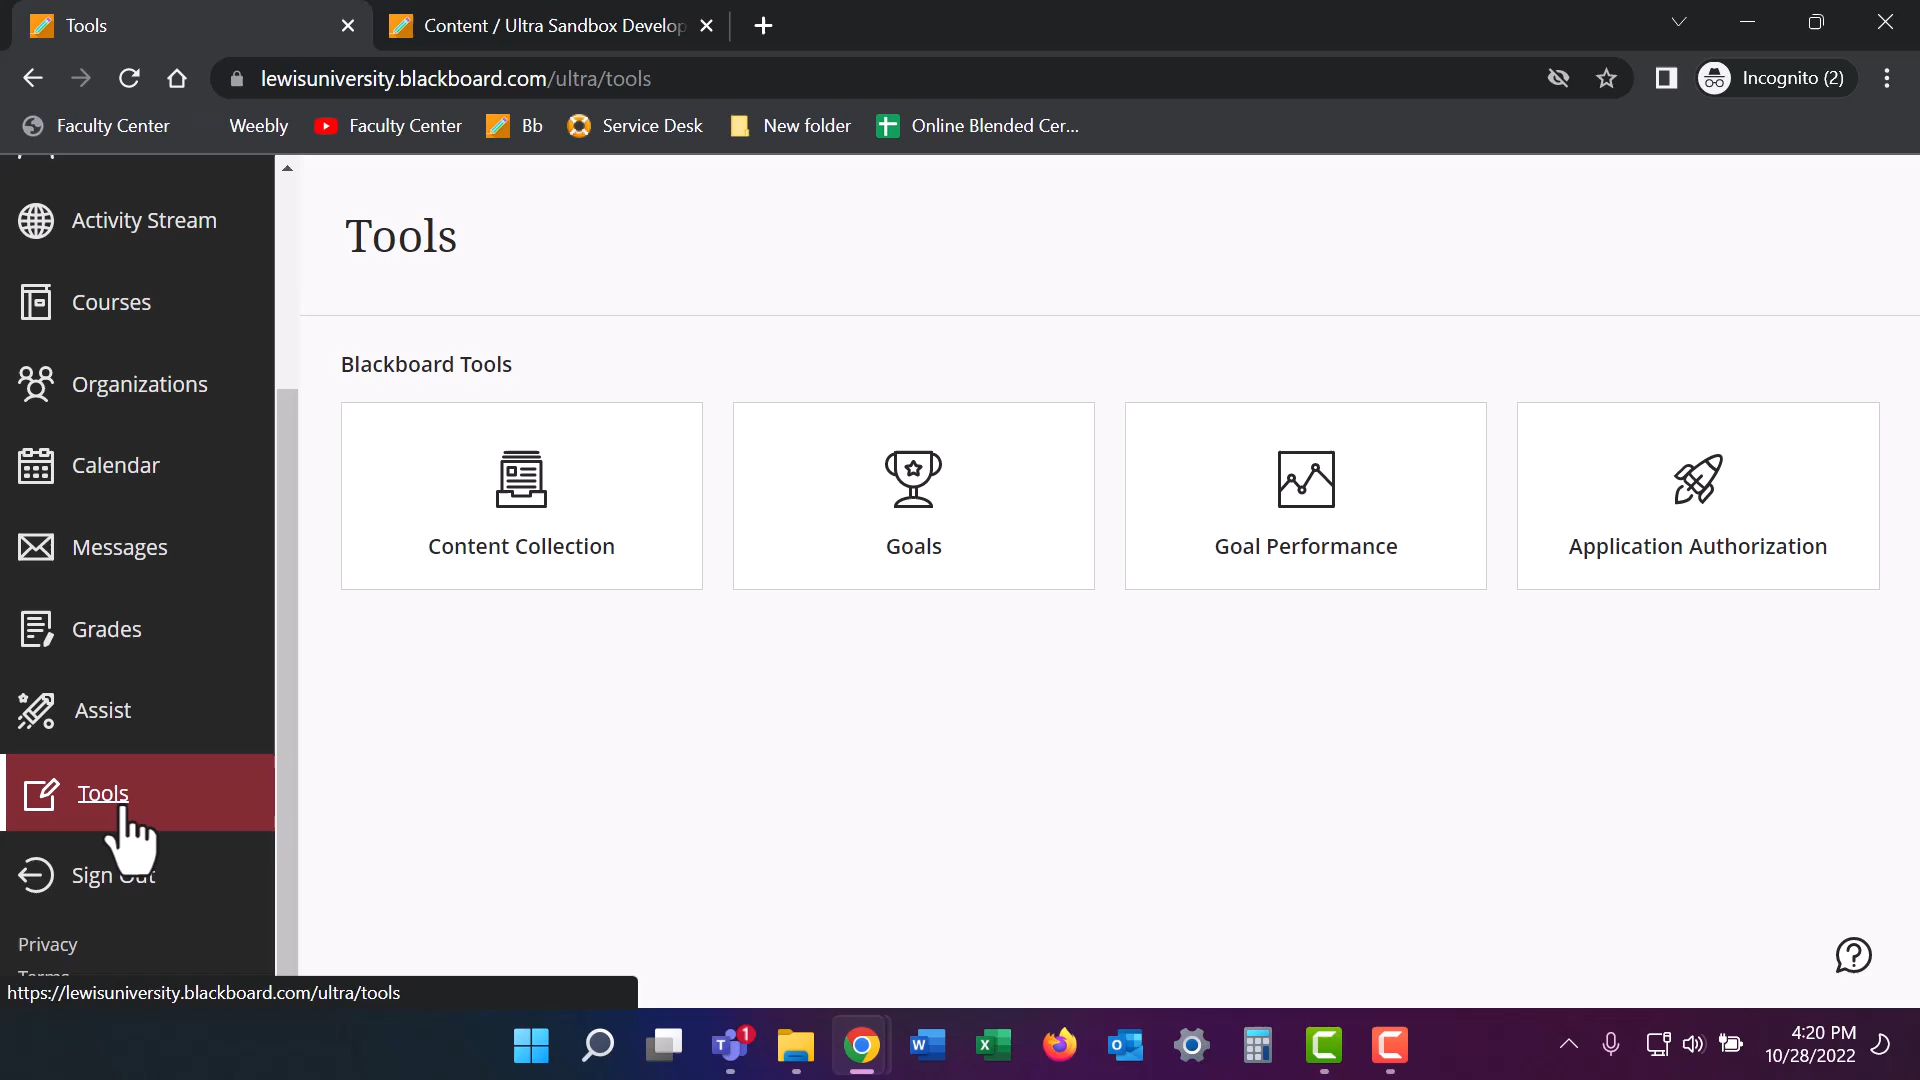 Tools
Content / Ultra Sandbox Develop
lewisuniversity.blackboard.com/ultra/tools
Incognito (2)
Faculty Center
Weebly
Faculty Center
Bb
Service Desk
New folder
Online Blended Cer...
Activity Stream
Courses
Organizations
Calendar
Messages
Grades
Assist
Tools
Sign Out
Privacy
Terms
https://lewisuniversity.blackboard.com/ultra/tools
Tools
Blackboard Tools
Content Collection
Goals
Goal Performance
Application Authorization
1
4:20 PM
10/28/2022